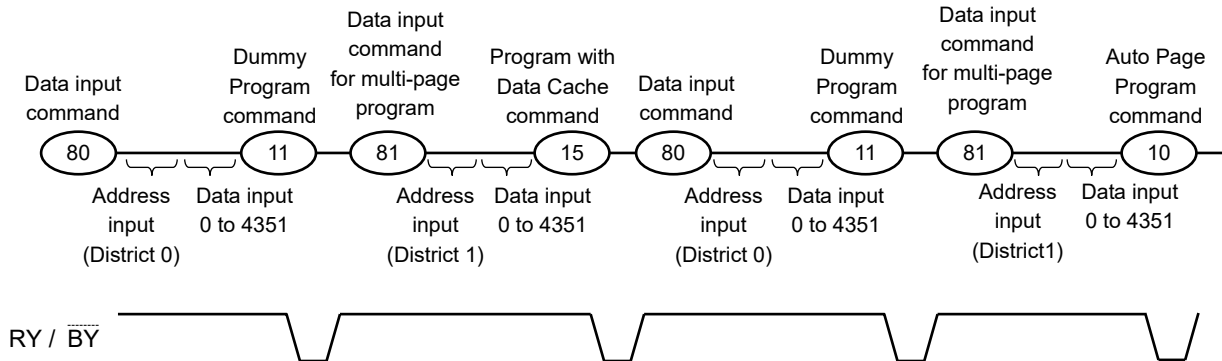 Data input
command
Dummy
Program
command
Data input
command
for multi-page
program
Program with
Data Cache
command
Data input
command
Dummy
Program
command
Data input
command
for multi-page
program
Auto Page
Program
command
80
11
81
15
80
11
81
10
Address
input
(District 0)
Data input
0 to 4351
Address
input
(District 1)
Data input
0 to 4351
Address
input
(District 0)
Data input
0 to 4351
Address
input
(District1)
Data input
0 to 4351
RY / BY